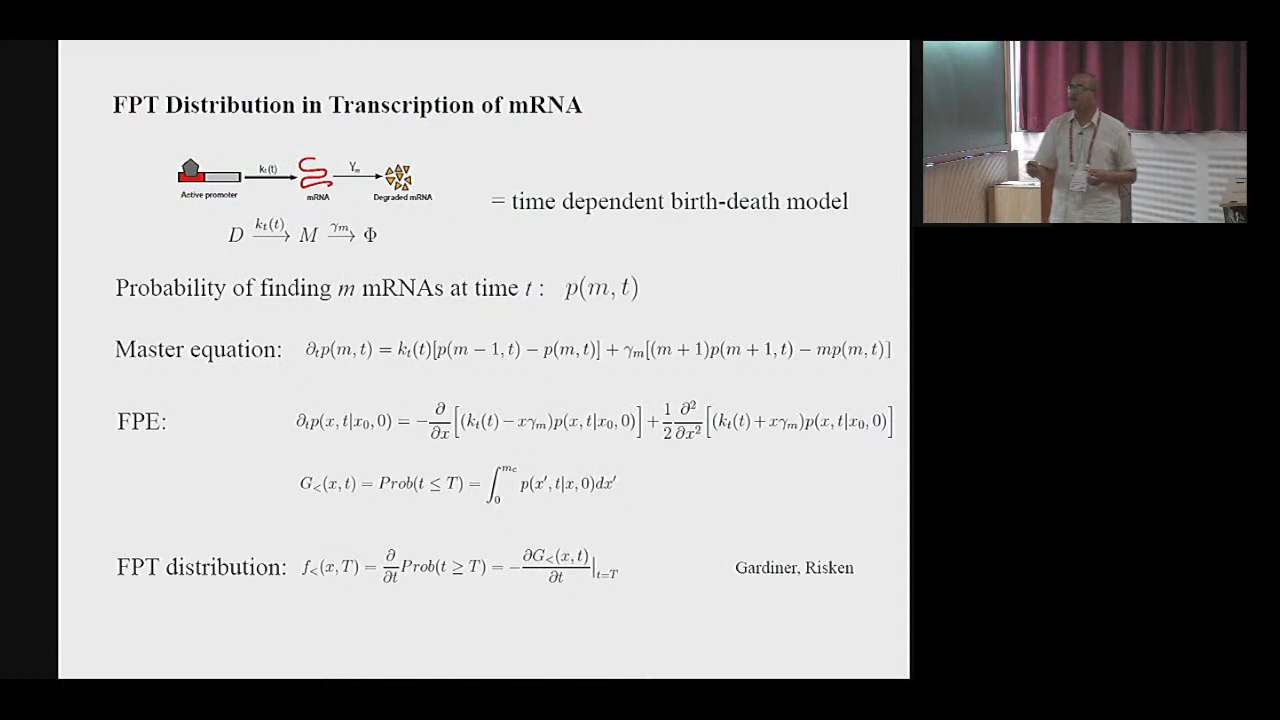 FPT Distribution in Transcription of mRNA
kₜ(t) γₘ
Active promoter mRNA Degraded mRNA
= time dependent birth-death model
D —kₜ(t)→ M —γₘ→ Φ
Probability of finding m mRNAs at time t : p(m, t)
Master equation: ∂ₜp(m, t) = kₜ(t)[p(m − 1, t) − p(m, t)] + γₘ[(m + 1)p(m + 1, t) − mp(m, t)]
FPE: ∂ₜp(x, t|x₀, 0) = −∂/∂x[(kₜ(t) − xγₘ)p(x, t|x₀, 0)] + 1/2 ∂²/∂x²[(kₜ(t) + xγₘ)p(x, t|x₀, 0)]
G<(x, t) = Prob(t ≤ T) = ∫₀^{m_c} p(x′, t|x, 0)dx′
FPT distribution: f<(x, T) = ∂/∂t Prob(t ≥ T) = −∂G<(x, t)/∂t|ₜ₌T
Gardiner, Risken